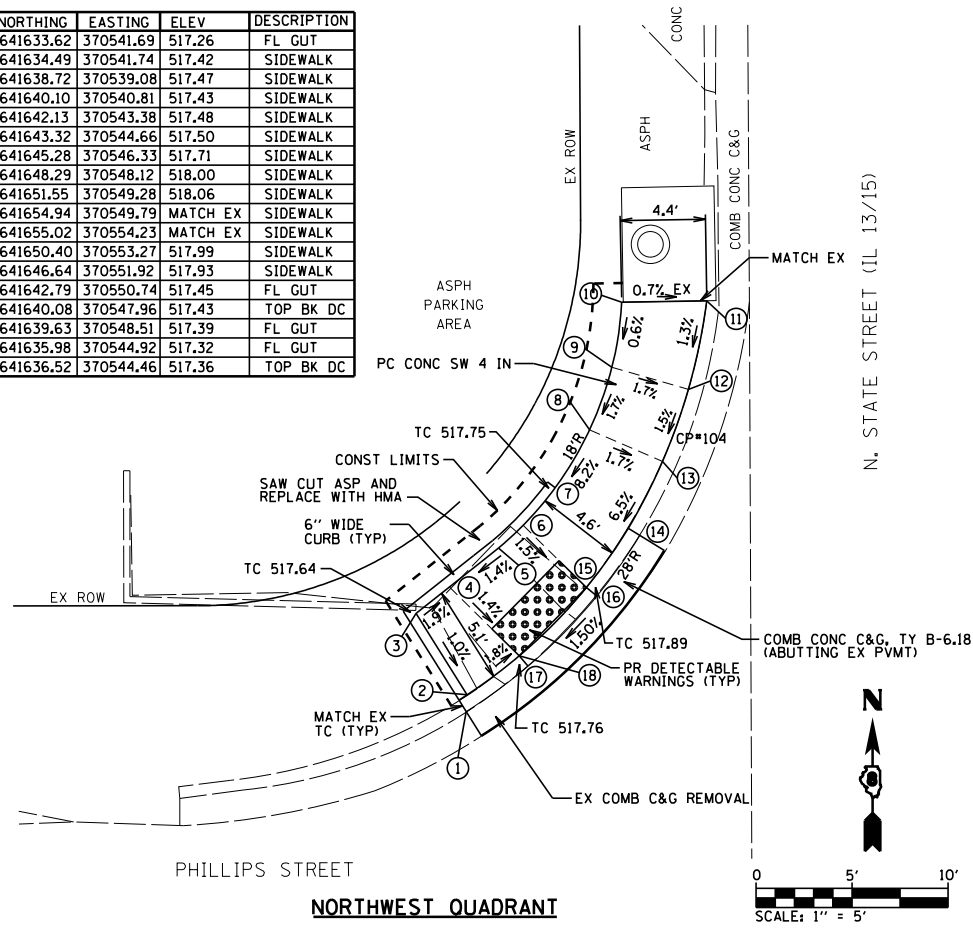 NORTHING EASTING ELEV DESCRIPTION
641633.62 370541.69 517.26 FL GUT
641634.49 370541.74 517.42 SIDEWALK
641638.72 370539.08 517.47 SIDEWALK
641640.10 370540.81 517.43 SIDEWALK
641642.13 370543.38 517.48 SIDEWALK
641643.32 370544.66 517.50 SIDEWALK
641645.28 370546.33 517.71 SIDEWALK
641648.29 370548.12 518.00 SIDEWALK
641651.55 370549.28 518.06 SIDEWALK
641654.94 370549.79 MATCH EX SIDEWALK
641655.02 370554.23 MATCH EX SIDEWALK
641650.40 370553.27 517.99 SIDEWALK
641646.64 370551.92 517.93 SIDEWALK
641642.79 370550.74 517.45 FL GUT
641640.08 370547.96 517.43 TOP BK DC
641639.63 370548.51 517.39 FL GUT
641635.98 370544.92 517.32 FL GUT
641636.52 370544.46 517.36 TOP BK DC
CONC
EX ROW
ASPH
COMB CONC C&G
N. STATE STREET (IL 13/15)
4.4'
MATCH EX
0.7% EX
ASPH
PARKING
AREA
10
11
0.6%
1.3%
9
PC CONC SW 4 IN
1.7%
12
8
1.7%
1.5%
CP#104
TC 517.75
18'R
1.7%
13
CONST LIMITS
8.2%
SAW CUT ASP AND
REPLACE WITH HMA
7
6.5%
6" WIDE
CURB (TYP)
6
4.6'
14
TC 517.64
1.5%
5
15
28'R
1.4%
4
16
EX ROW
1.4%
3
1.9%
5.1'
1.50%
TC 517.89
COMB CONC C&G, TY B-6.18
(ABUTTING EX PVMT)
1.0%
1.8%
PR DETECTABLE
WARNINGS (TYP)
2
17
18
MATCH EX
TC (TYP)
TC 517.76
1
N
EX COMB C&G REMOVAL
PHILLIPS STREET
NORTHWEST QUADRANT
0 5' 10'
SCALE: 1" = 5'